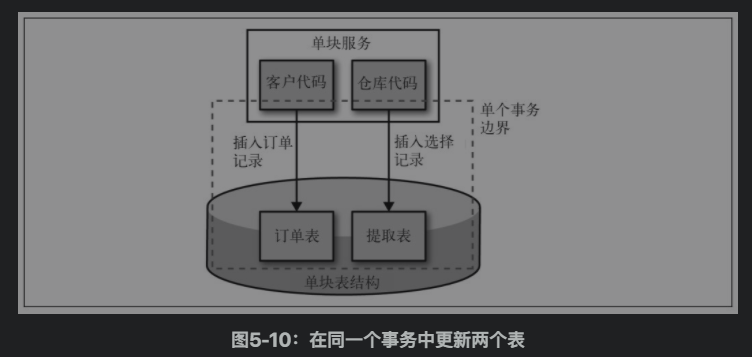 单块服务
客户代码
仓库代码
单个事务
边界
插入订单
记录
插入选择
记录
订单表
提取表
单块表结构
图5-10：在同一个事务中更新两个表